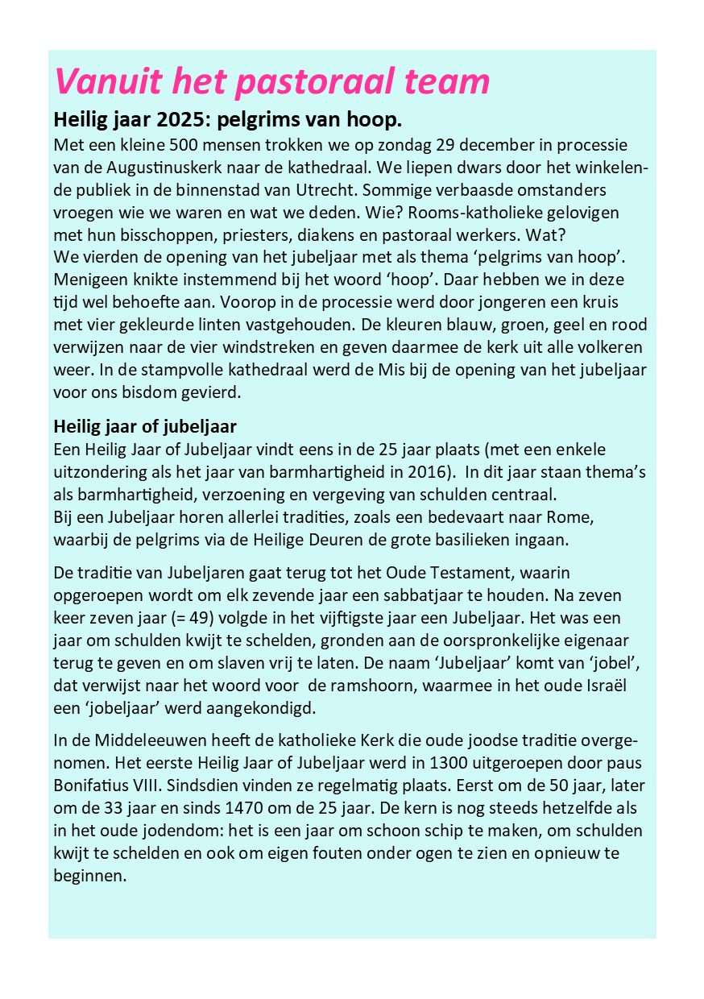 Vanuit het pastoraal team
Heilig jaar 2025: pelgrims van hoop.
Met een kleine 500 mensen trokken we op zondag 29 december in processie
van de Augustinuskerk naar de kathedraal. We liepen dwars door het winkelen-
de publiek in de binnenstad van Utrecht. Sommige verbaasde omstanders
vroegen wie we waren en wat we deden. Wie? Rooms-katholieke gelovigen
met hun bisschoppen, priesters, diakens en pastoraal werkers. Wat?
We vierden de opening van het jubeljaar met als thema ‘pelgrims van hoop’.
Menigeen knikte instemmend bij het woord ‘hoop’. Daar hebben we in deze
tijd wel behoefte aan. Voorop in de processie werd door jongeren een kruis
met vier gekleurde linten vastgehouden. De kleuren blauw, groen, geel en rood
verwijzen naar de vier windstreken en geven daarmee de kerk uit alle volkeren
weer. In de stampvolle kathedraal werd de Mis bij de opening van het jubeljaar
voor ons bisdom gevierd.
Heilig jaar of jubeljaar
Een Heilig Jaar of Jubeljaar vindt eens in de 25 jaar plaats (met een enkele
uitzondering als het jaar van barmhartigheid in 2016).  In dit jaar staan thema’s
als barmhartigheid, verzoening en vergeving van schulden centraal.
Bij een Jubeljaar horen allerlei tradities, zoals een bedevaart naar Rome,
waarbij de pelgrims via de Heilige Deuren de grote basilieken ingaan.
De traditie van Jubeljaren gaat terug tot het Oude Testament, waarin
opgeroepen wordt om elk zevende jaar een sabbatjaar te houden. Na zeven
keer zeven jaar (= 49) volgde in het vijftigste jaar een Jubeljaar. Het was een
jaar om schulden kwijt te schelden, gronden aan de oorspronkelijke eigenaar
terug te geven en om slaven vrij te laten. De naam ‘Jubeljaar’ komt van ‘jobel’,
dat verwijst naar het woord voor  de ramshoorn, waarmee in het oude Israël
een ‘jobeljaar’ werd aangekondigd.
In de Middeleeuwen heeft de katholieke Kerk die oude joodse traditie overge-
nomen. Het eerste Heilig Jaar of Jubeljaar werd in 1300 uitgeroepen door paus
Bonifatius VIII. Sindsdien vinden ze regelmatig plaats. Eerst om de 50 jaar, later
om de 33 jaar en sinds 1470 om de 25 jaar. De kern is nog steeds hetzelfde als
in het oude jodendom: het is een jaar om schoon schip te maken, om schulden
kwijt te schelden en ook om eigen fouten onder ogen te zien en opnieuw te
beginnen.